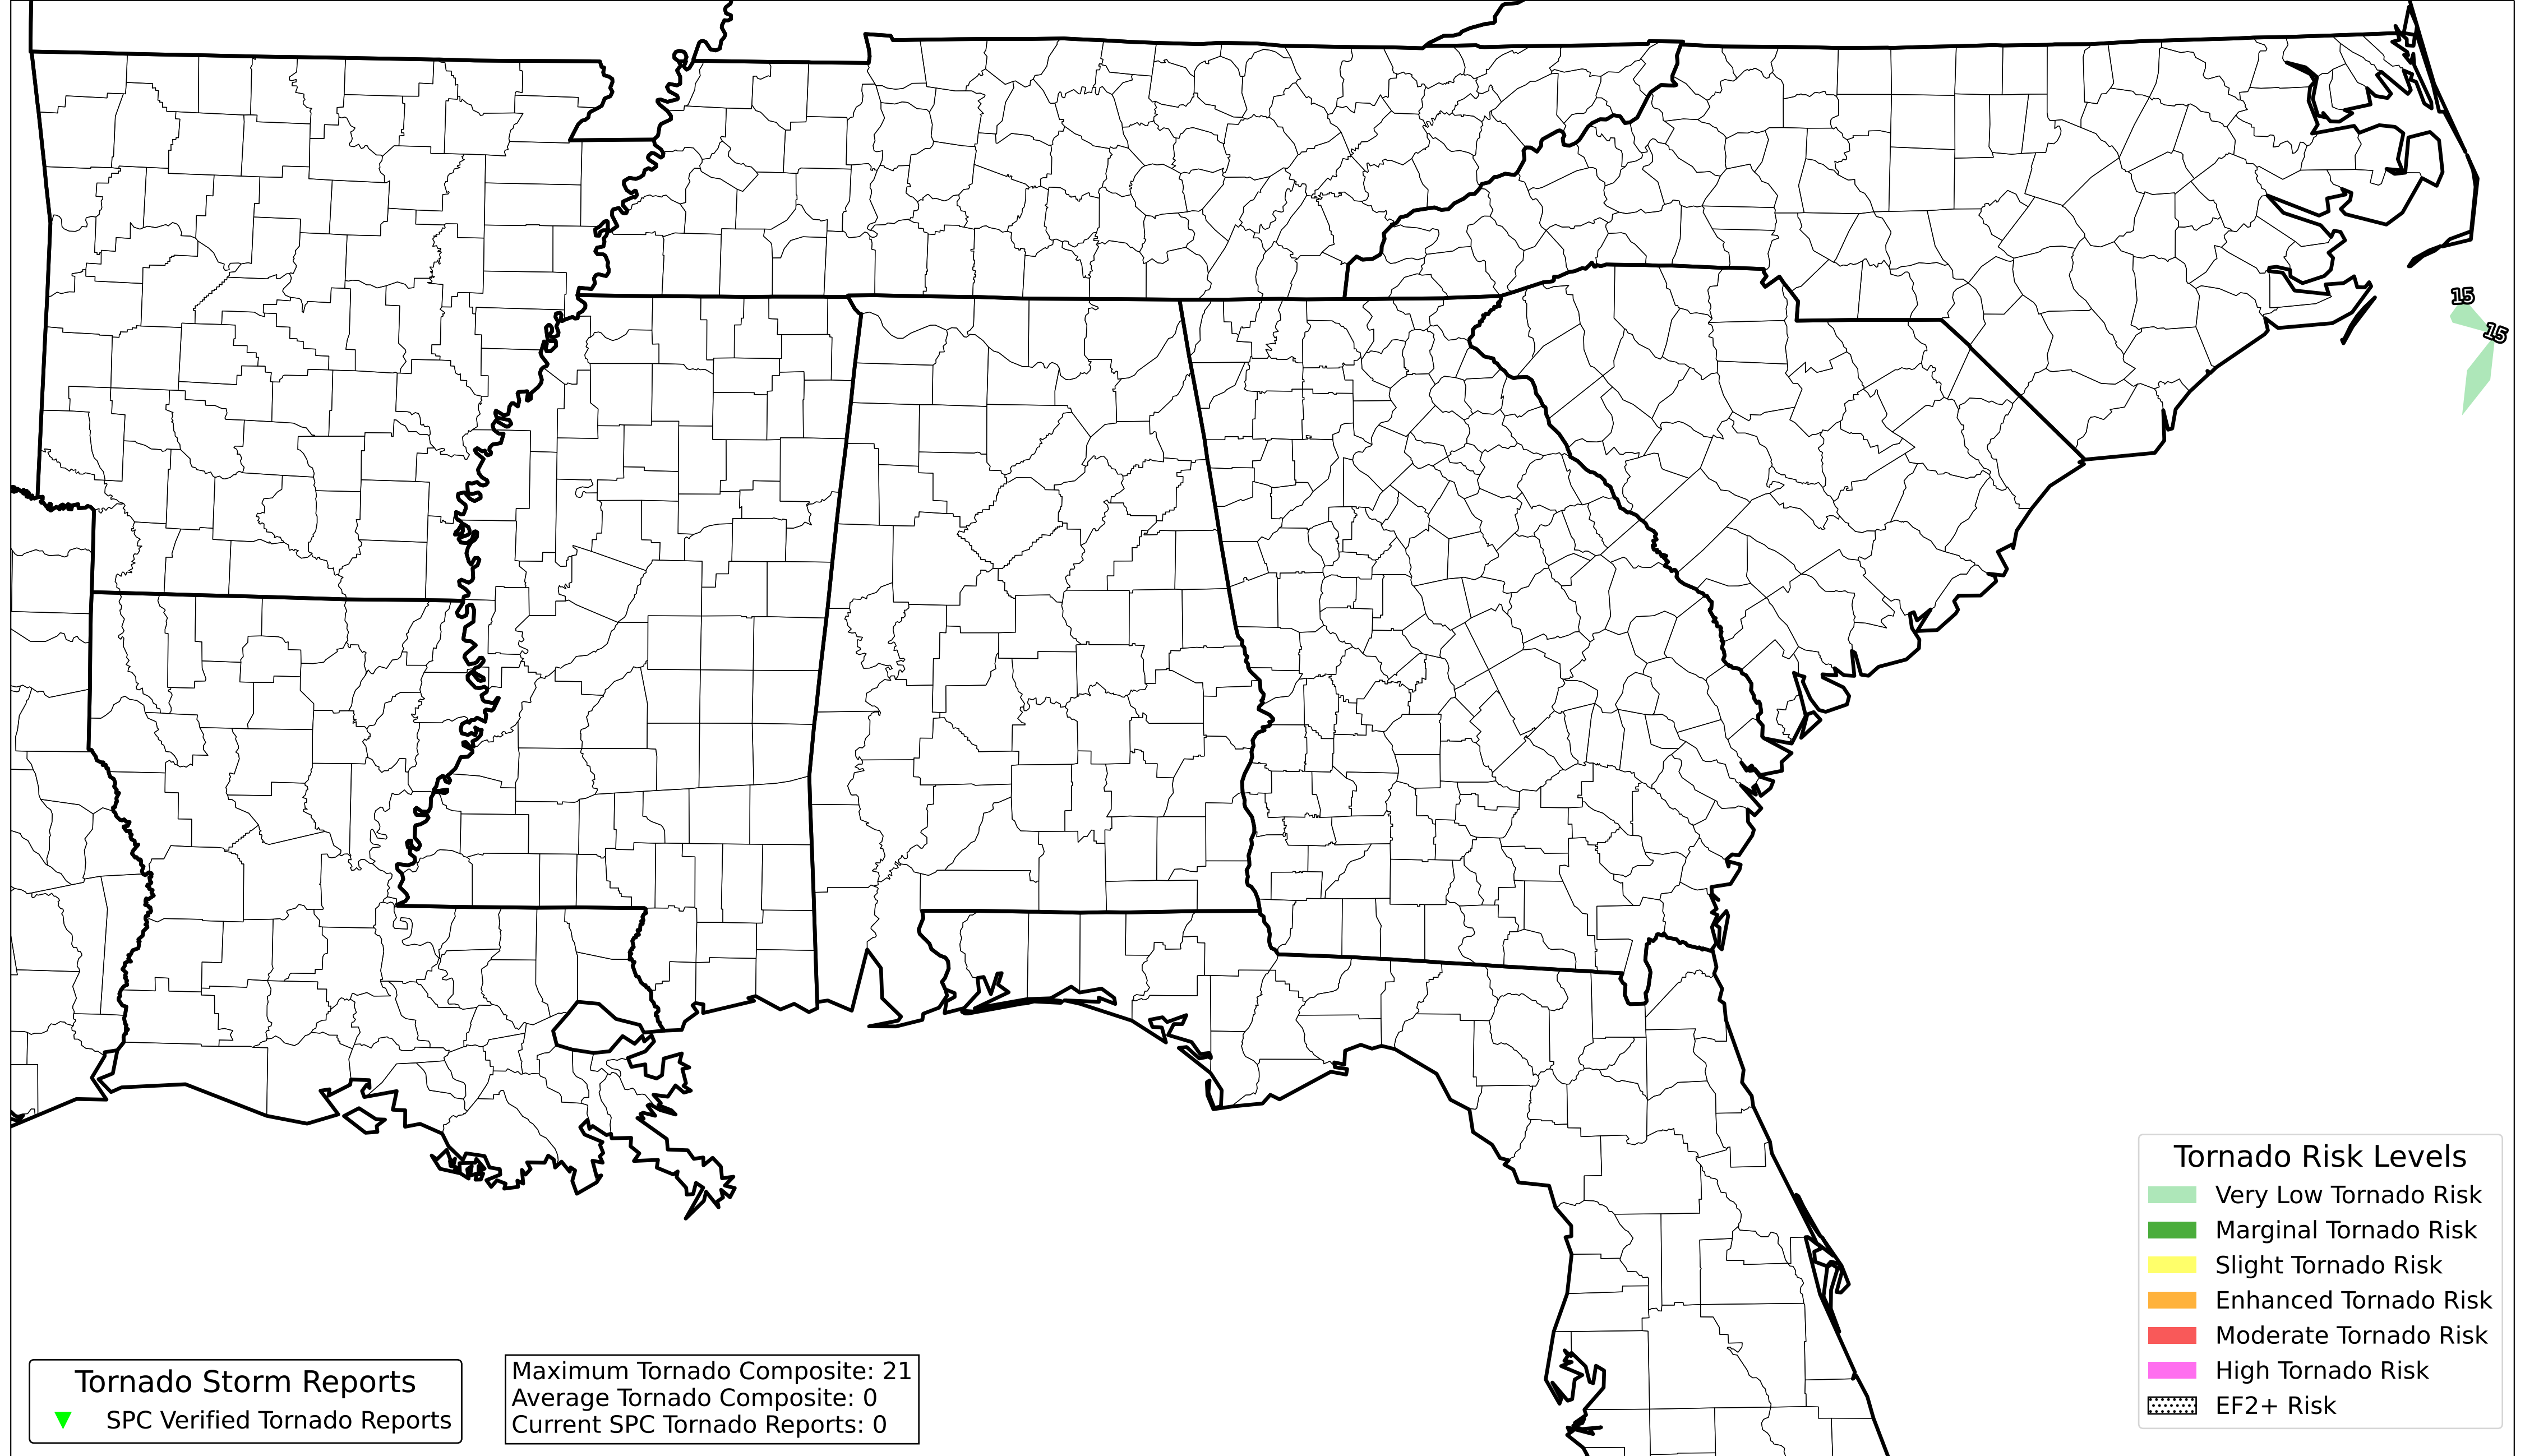 15
15
Tornado Risk Levels
Very Low Tornado Risk
Marginal Tornado Risk
Slight Tornado Risk
Enhanced Tornado Risk
Moderate Tornado Risk
High Tornado Risk
EF2+ Risk
Tornado Storm Reports
SPC Verified Tornado Reports
Maximum Tornado Composite: 21
Average Tornado Composite: 0
Current SPC Tornado Reports: 0